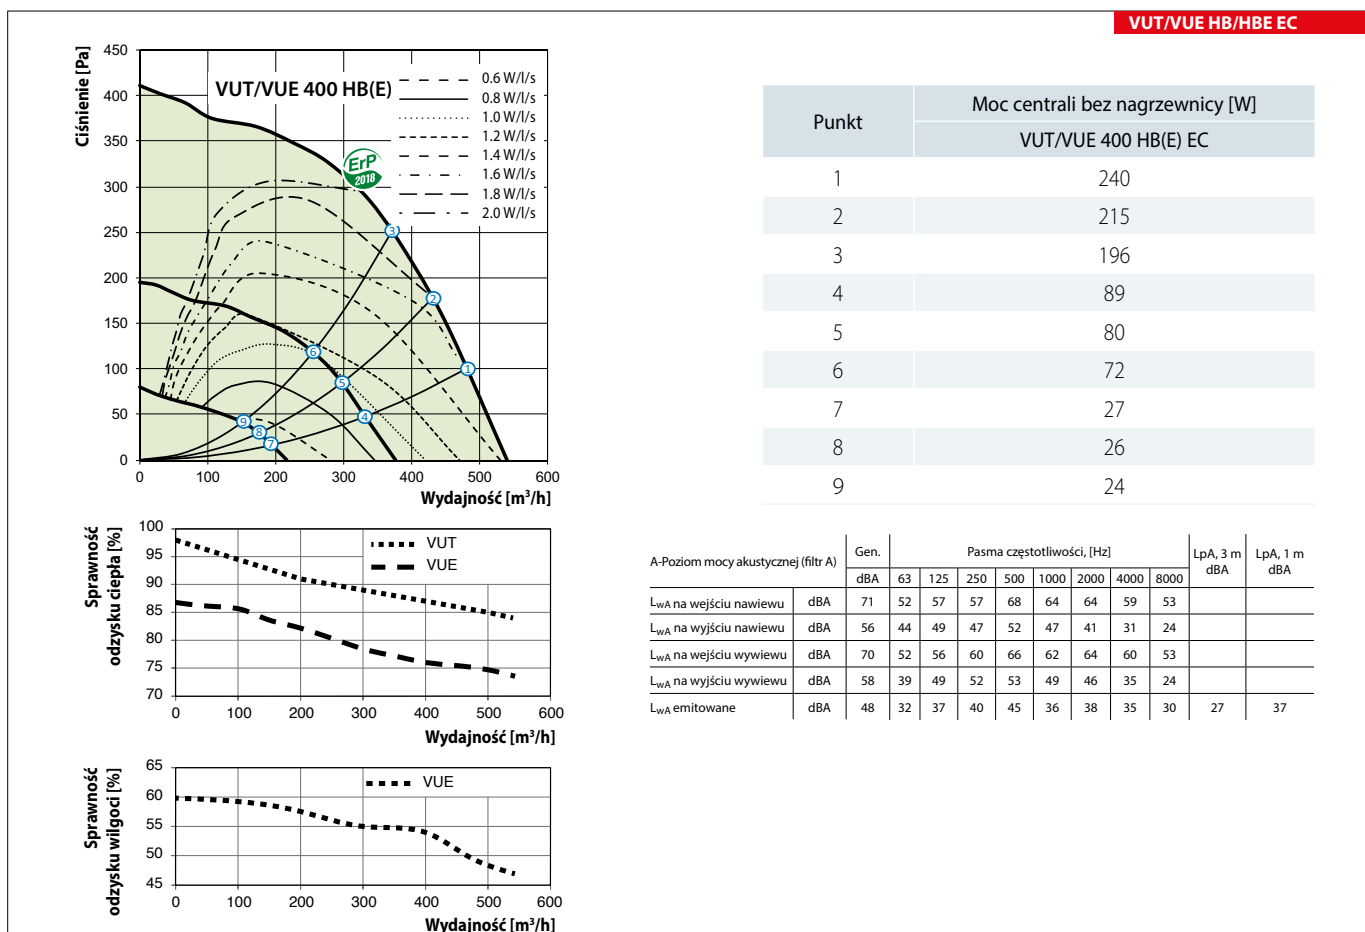 VUT/VUE HB/HBE EC
Ciśnienie [Pa]
450
400
350
300
250
200
150
100
50
0
VUT/VUE 400 HB(E)
0.6 W/l/s
0.8 W/l/s
1.0 W/l/s
1.2 W/l/s
1.4 W/l/s
1.6 W/l/s
1.8 W/l/s
2.0 W/l/s
ErP
2018
3
2
1
6
5
4
9
8
7
0 100 200 300 400 500 600
Wydajność [m³/h]
Punkt
Moc centrali bez nagrzewnicy [W]
VUT/VUE 400 HB(E) EC
1 240
2 215
3 196
4 89
5 80
6 72
7 27
8 26
9 24
Sprawność
odzysku ciepła [%]
100
95
90
85
80
75
70
VUT
VUE
0 100 200 300 400 500 600
Wydajność [m³/h]
A-Poziom mocy akustycznej (filtr A) Gen. Pasma częstotliwości, [Hz] LpA, 3 m dBA LpA, 1 m dBA
dBA 63 125 250 500 1000 2000 4000 8000
LwA na wejściu nawiewu dBA 71 52 57 57 68 64 64 59 53
LwA na wyjściu nawiewu dBA 56 44 49 47 52 47 41 31 24
LwA na wejściu wywiewu dBA 70 52 56 60 66 62 64 60 53
LwA na wyjściu wywiewu dBA 58 39 49 52 53 49 46 35 24
LwA emitowane dBA 48 32 37 40 45 36 38 35 30 27 37
Sprawność
odzysku wilgoci [%]
65
60
55
50
45
VUE
0 100 200 300 400 500 600
Wydajność [m³/h]